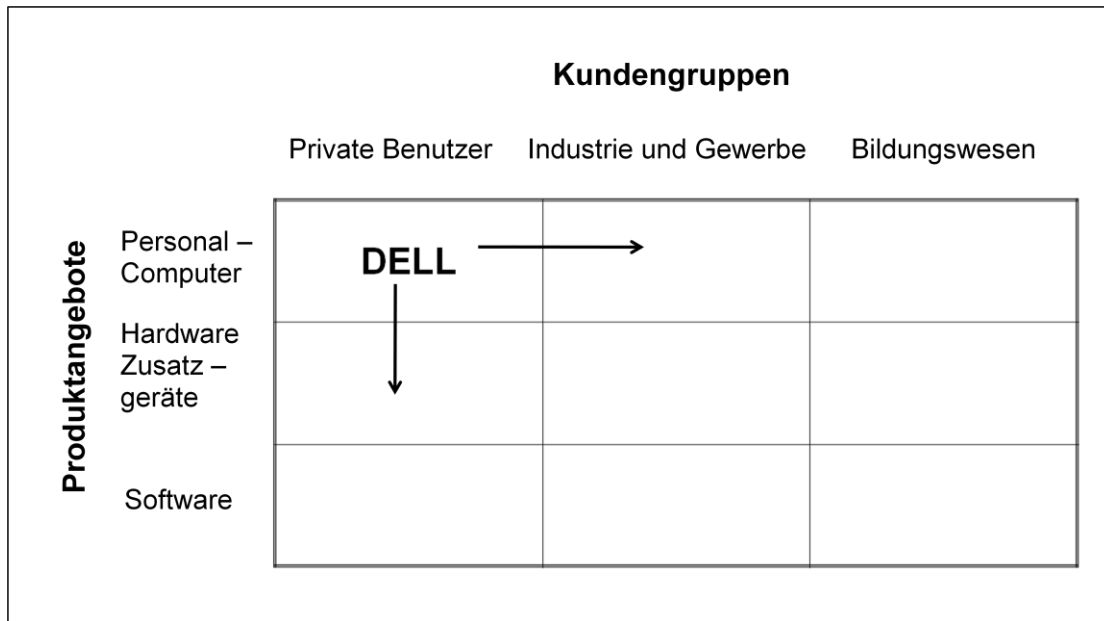 Kundengruppen
Private Benutzer
Industrie und Gewerbe
Bildungswesen
Produktangebote
Personal –
Computer
DELL
Hardware
Zusatz –
geräte
Software